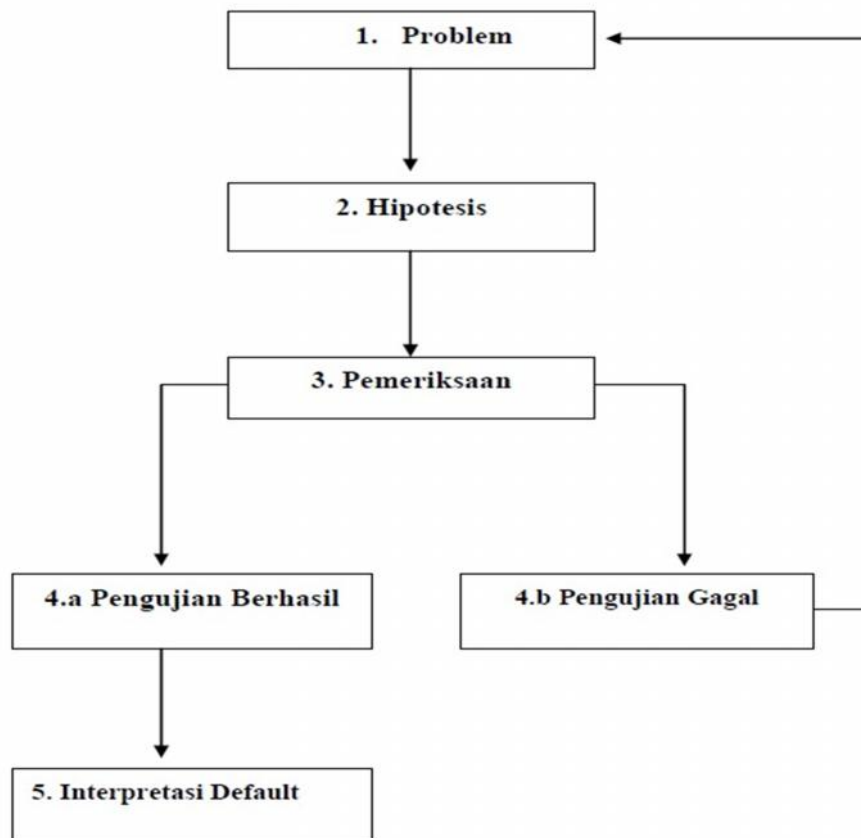 1. Problem
2. Hipotesis
3. Pemeriksaan
4.a Pengujian Berhasil
4.b Pengujian Gagal
5. Interpretasi Default